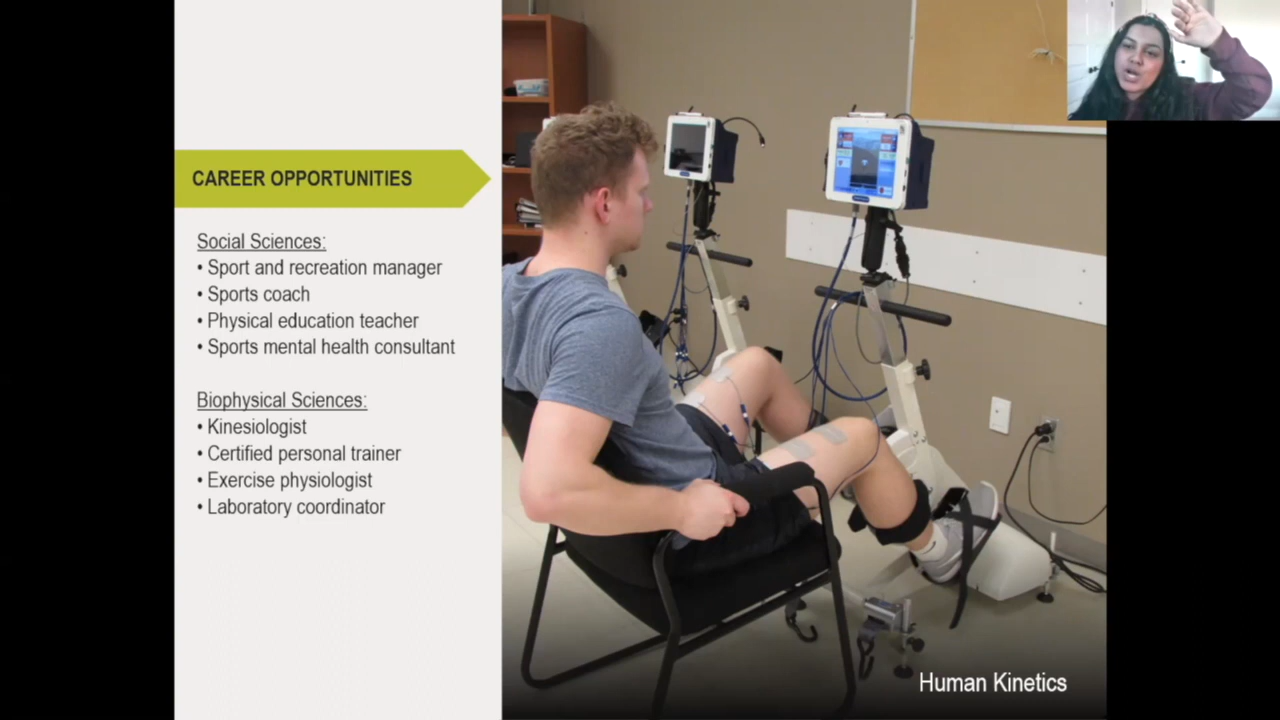 CAREER OPPORTUNITIES
Social Sciences:
• Sport and recreation manager
• Sports coach
• Physical education teacher
• Sports mental health consultant
Biophysical Sciences:
• Kinesiologist
• Certified personal trainer
• Exercise physiologist
• Laboratory coordinator
Human Kinetics